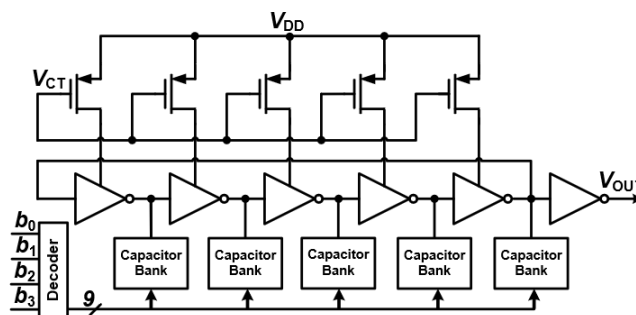 VDD
VCT
VOUT
b0
b1
b2
b3
Decoder
9
Capacitor
Bank
Capacitor
Bank
Capacitor
Bank
Capacitor
Bank
Capacitor
Bank